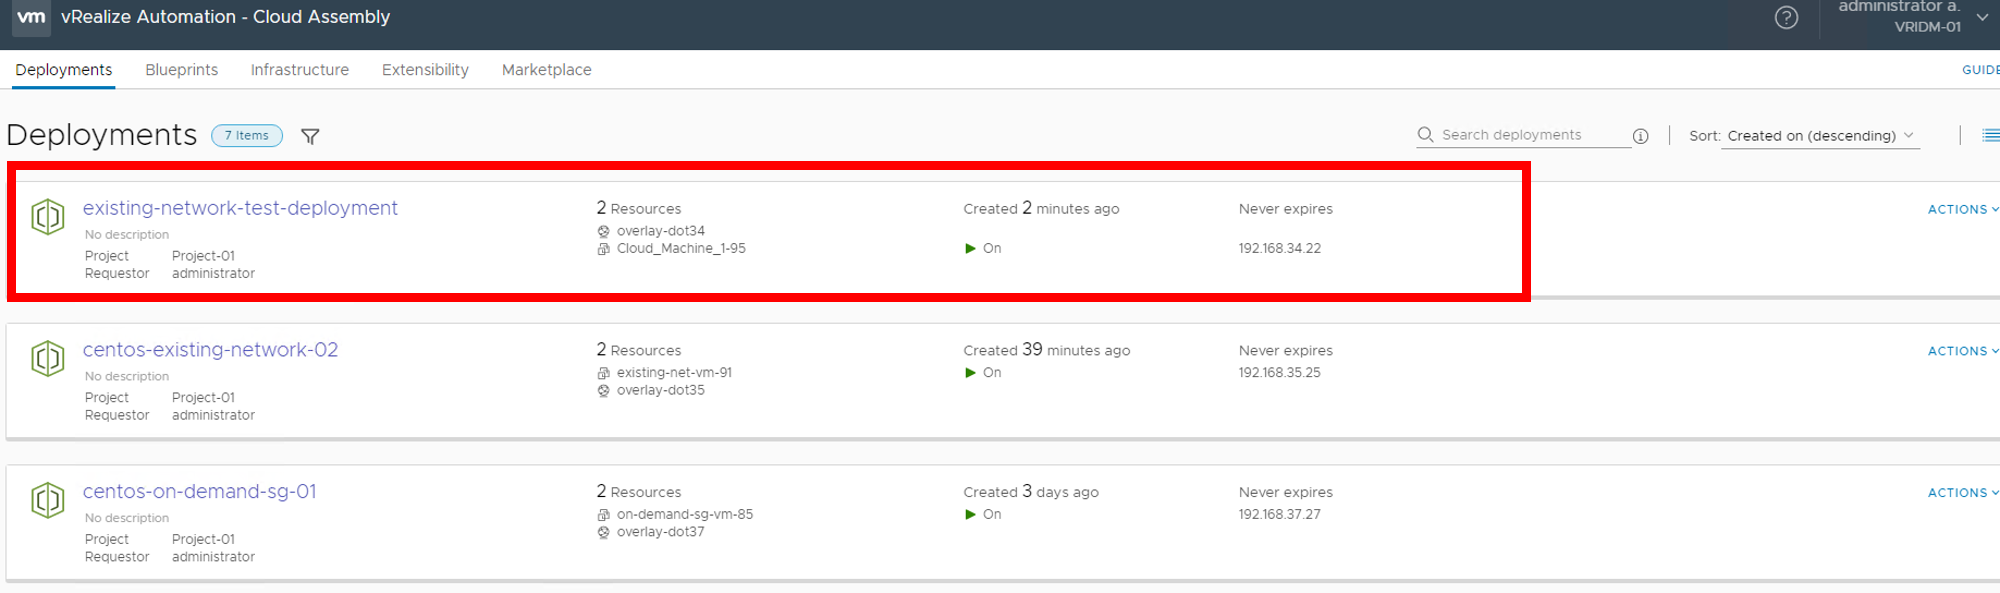 vm vRealize Automation - Cloud Assembly
administrator a.
VRIDM-01
Deployments Blueprints Infrastructure Extensibility Marketplace
Deployments 7 Items Search deployments Sort: Created on (descending)
existing-network-test-deployment 2 Resources Created 2 minutes ago Never expires ACTIONS
No description overlay-dot34
Cloud_Machine_1-95 On 192.168.34.22
Project Project-01
Requestor administrator
centos-existing-network-02 2 Resources Created 39 minutes ago Never expires ACTIONS
No description existing-net-vm-91 On 192.168.35.25
overlay-dot35
Project Project-01
Requestor administrator
centos-on-demand-sg-01 2 Resources Created 3 days ago Never expires ACTIONS
No description on-demand-sg-vm-85 On 192.168.37.27
overlay-dot37
Project Project-01
Requestor administrator